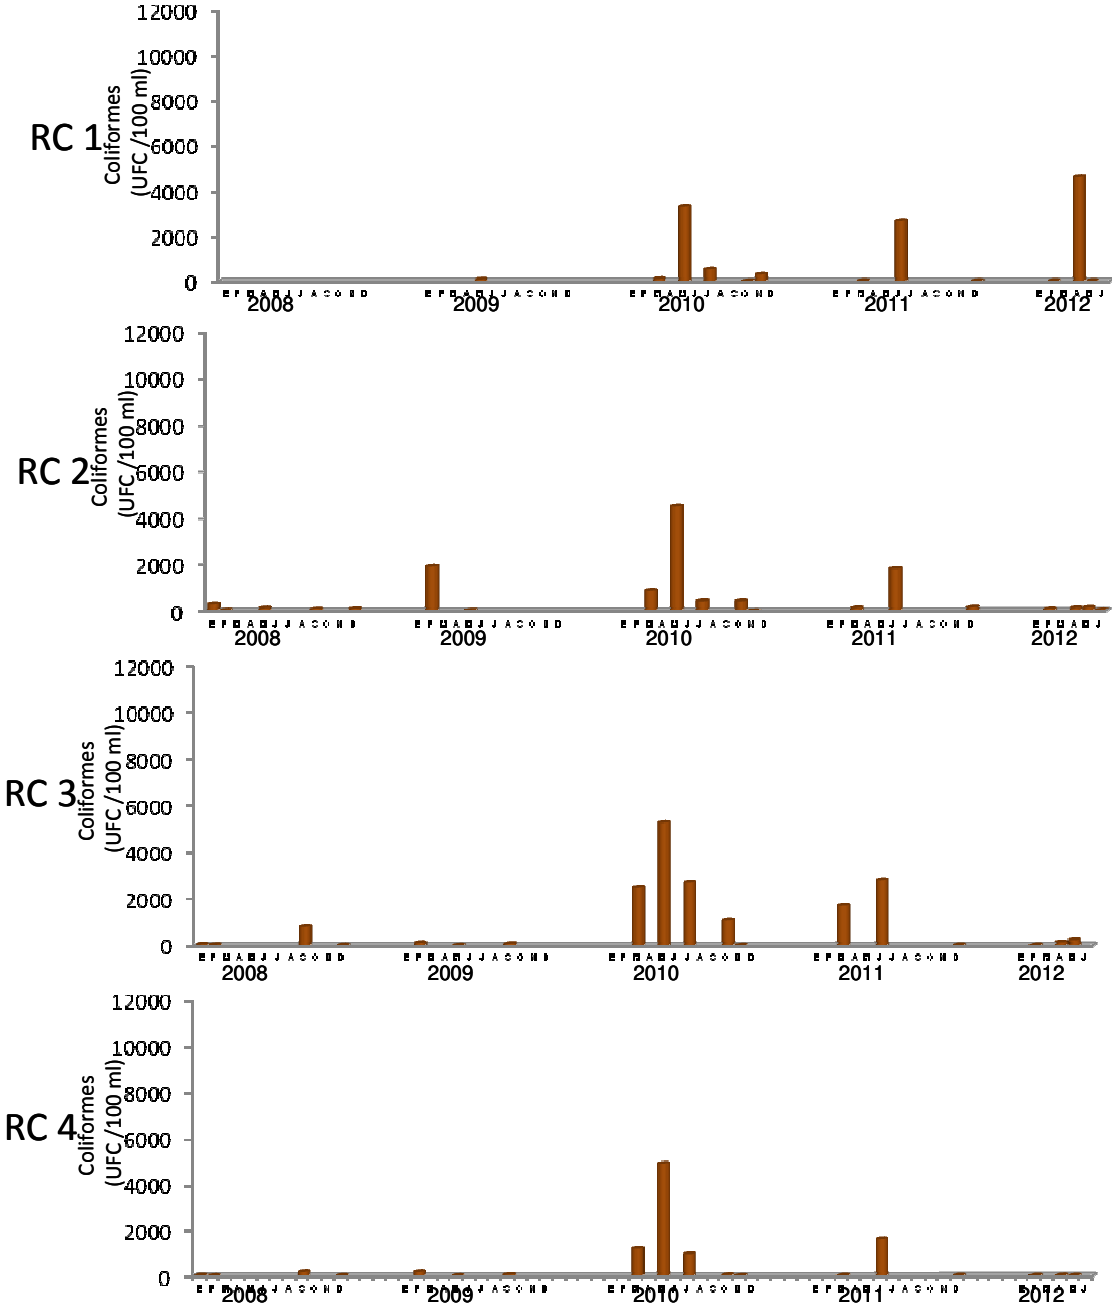 12000
10000
8000
6000
4000
2000
0
RC 1
Coliformes
(UFC /100 ml)
E F M A M J J A S O N D
E F M A M J J A S O N D
E F M A M J J A S O N D
E F M A M J J A S O N D
E F M A M J
2008
2009
2010
2011
2012
12000
10000
8000
6000
4000
2000
0
RC 2
Coliformes
(UFC /100 ml)
E F M A M J J A S O N D
E F M A M J J A S O N D
E F M A M J J A S O N D
E F M A M J J A S O N D
E F M A M J
2008
2009
2010
2011
2012
12000
10000
8000
6000
4000
2000
0
RC 3
Coliformes
(UFC /100 ml)
E F M A M J J A S O N D
E F M A M J J A S O N D
E F M A M J J A S O N D
E F M A M J J A S O N D
E F M A M J
2008
2009
2010
2011
2012
12000
10000
8000
6000
4000
2000
0
RC 4
Coliformes
(UFC /100 ml)
E F M A M J J A S O N D
E F M A M J J A S O N D
E F M A M J J A S O N D
E F M A M J J A S O N D
E F M A M J
2008
2009
2010
2011
2012